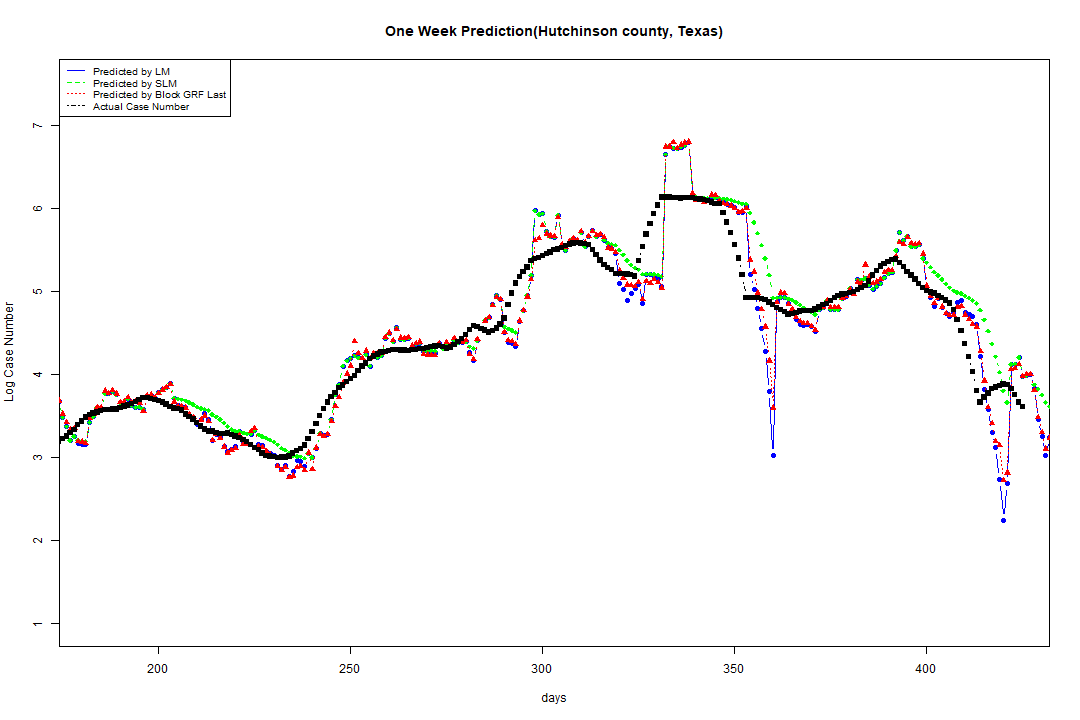 One Week Prediction(Hutchinson county, Texas)
Predicted by LM
Predicted by SLM
Predicted by Block GRF Last
Actual Case Number
Log Case Number
7
6
5
4
3
2
1
200 250 300 350 400
days